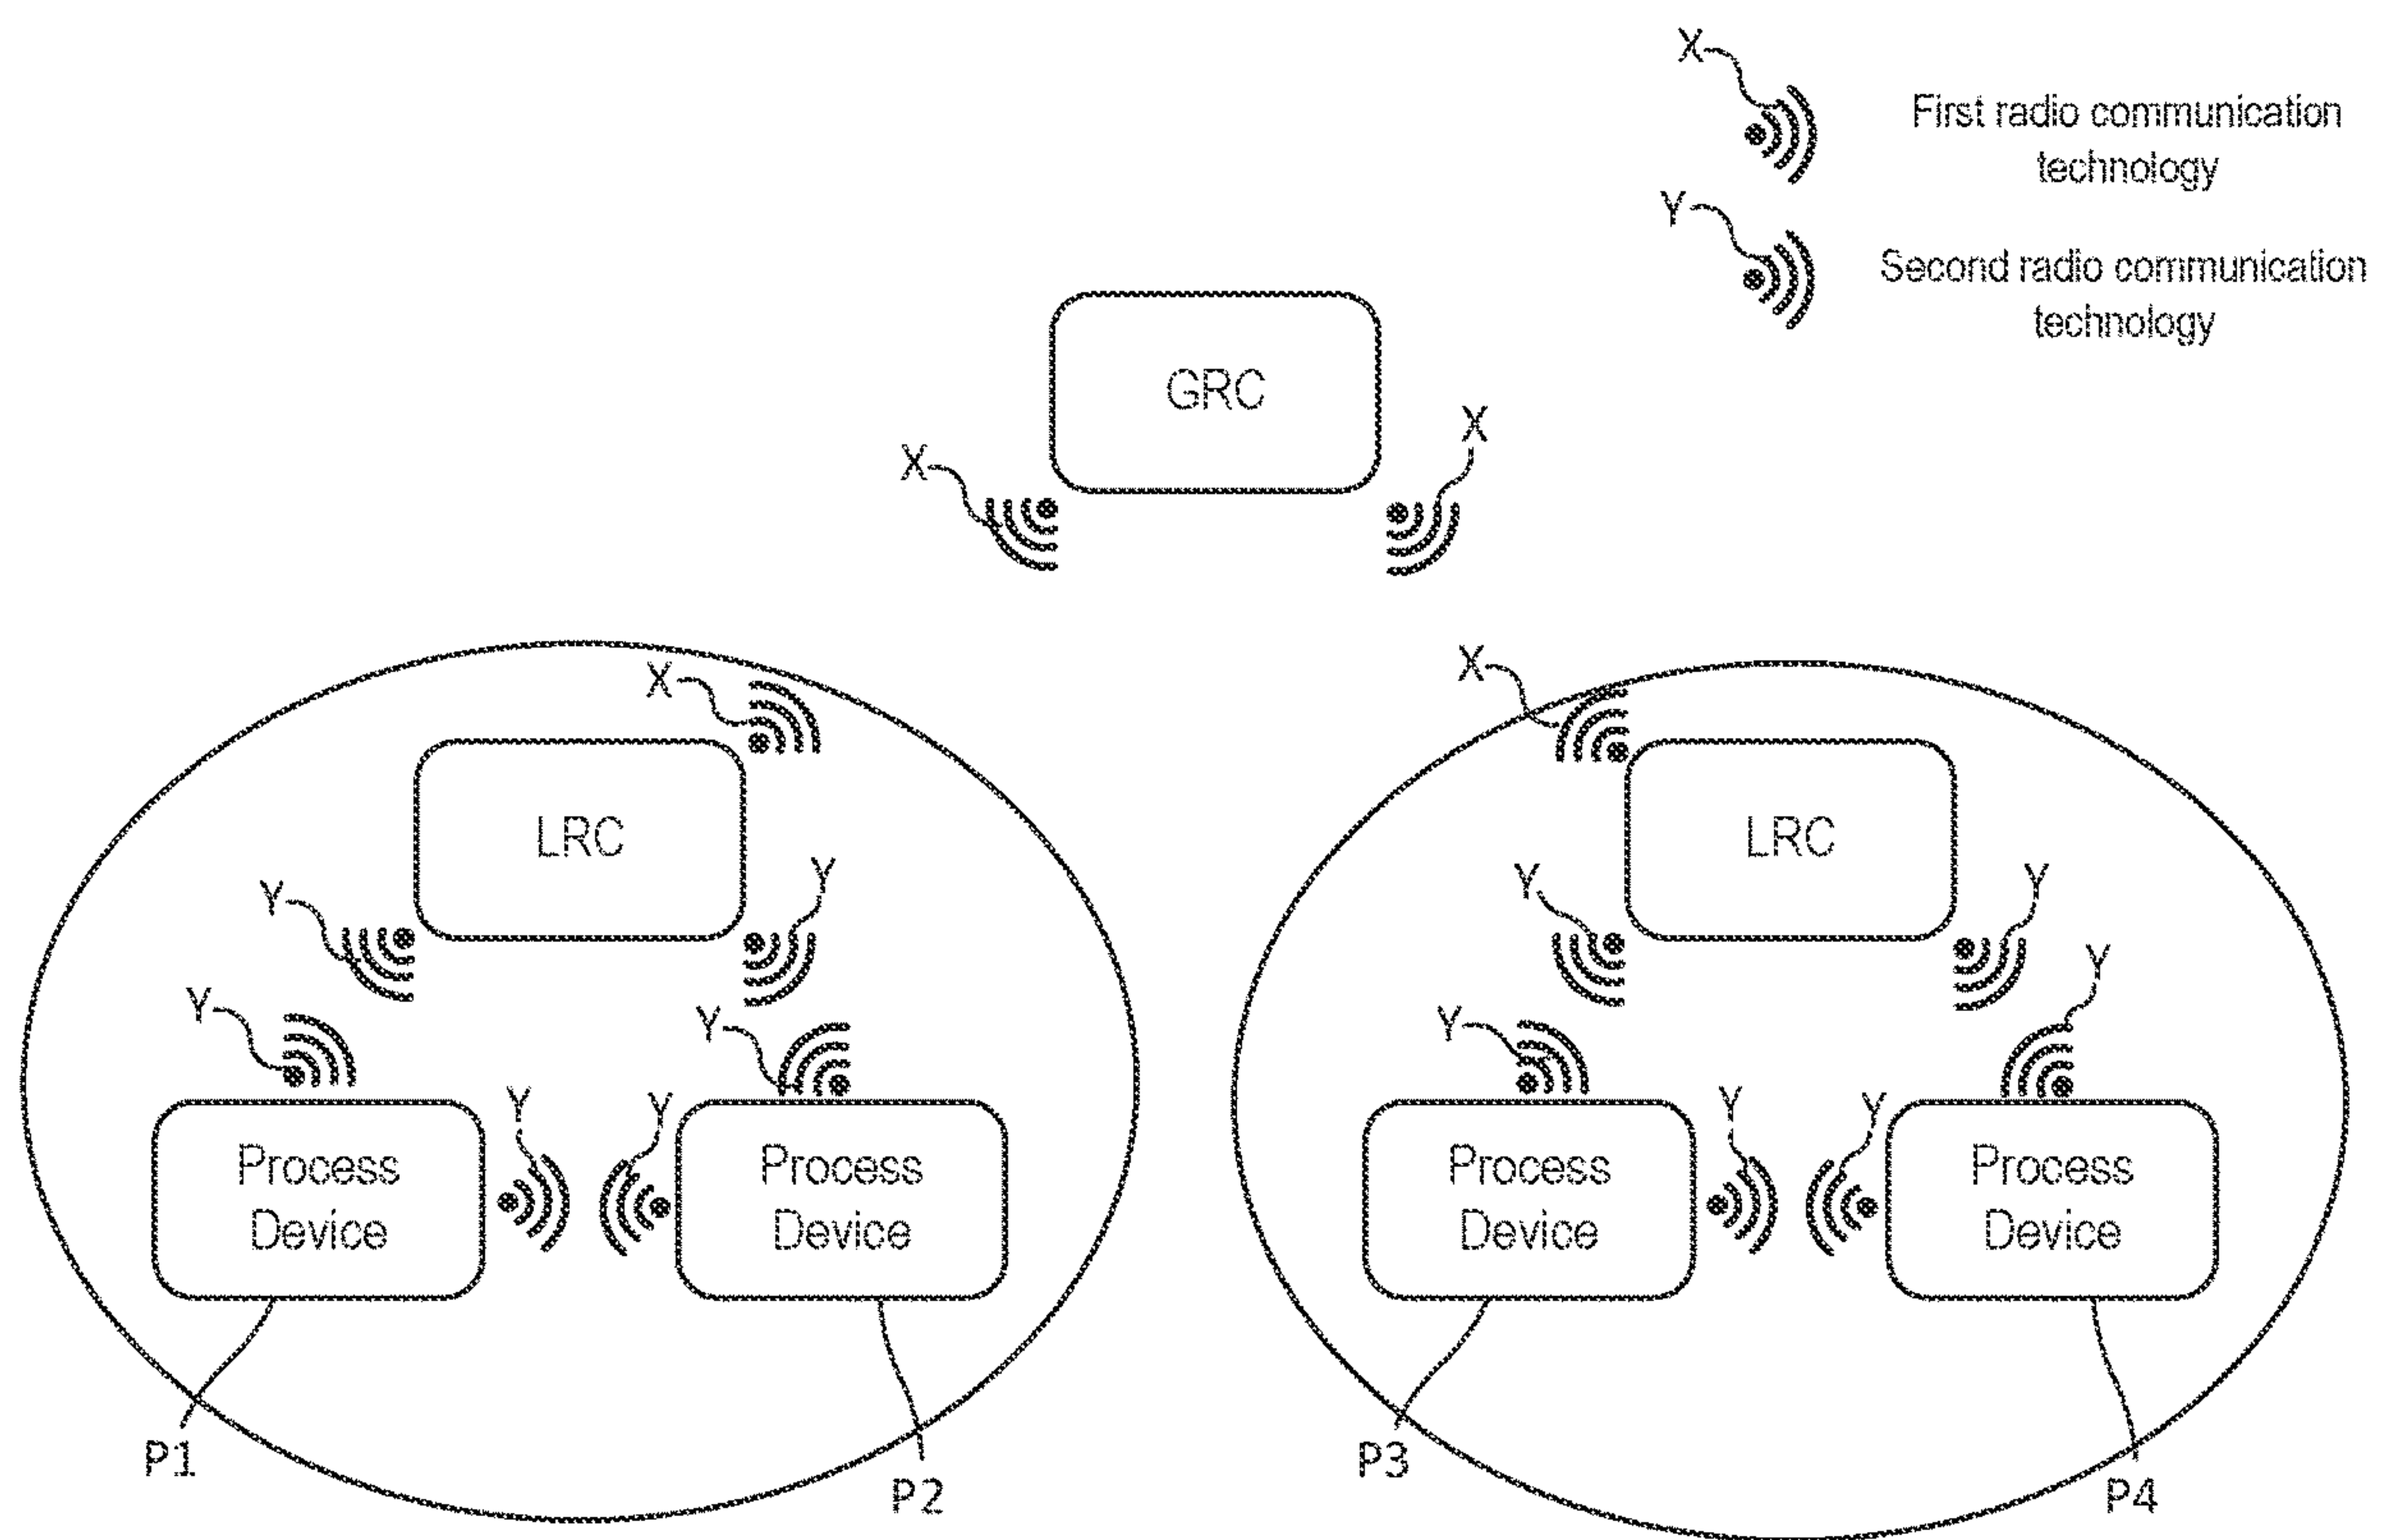 X
First radio communication
technology
Y
Second radio communication
technology
GRC
X
X
X
X
LRC
LRC
Y
Y
Y
Y
Y
Y
Y
Y
Y
Y
Y
Y
Process
Device
Process
Device
Process
Device
Process
Device
P1
P2
P3
P4